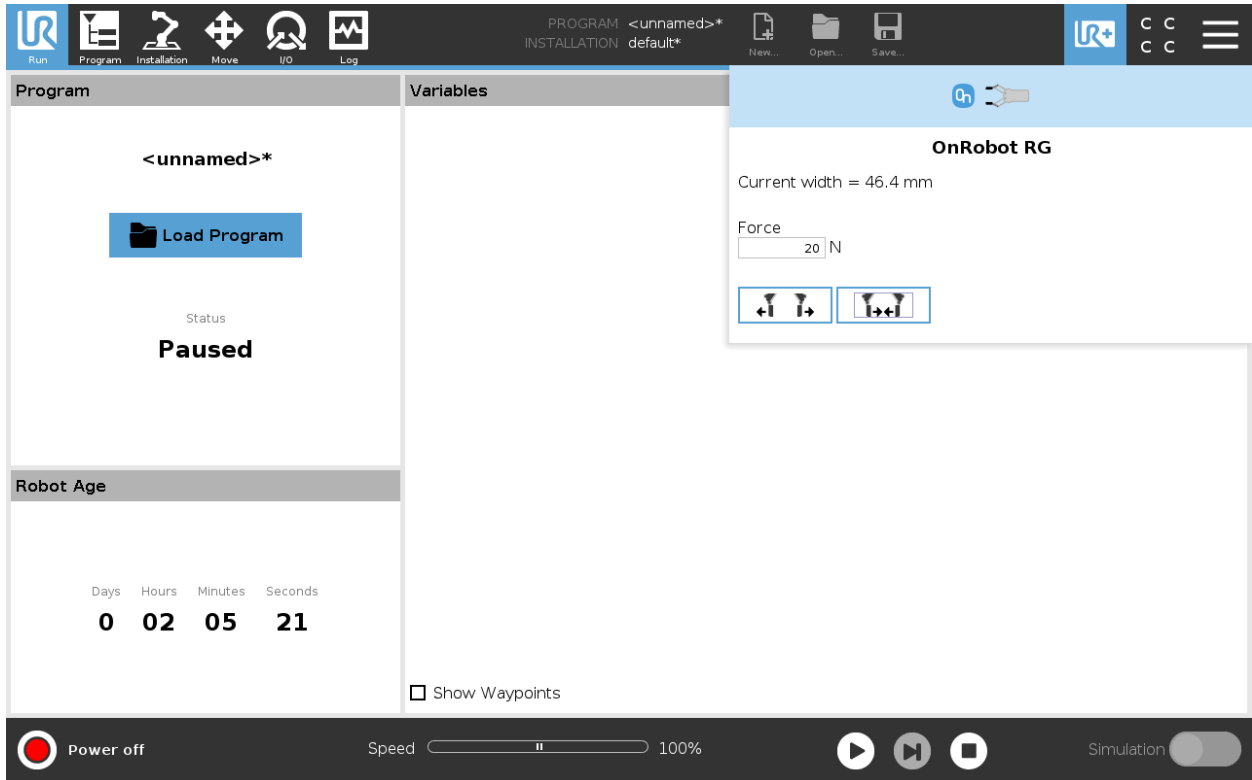 PROGRAM <unnamed>*
INSTALLATION default*
Run Program Installation Move I/O Log
New... Open... Save...
UR+
C C
C C
Program
<unnamed>*
Load Program
Status
Paused
Robot Age
Days Hours Minutes Seconds
0 02 05 21
Variables
Show Waypoints
On
OnRobot RG
Current width = 46.4 mm
Force
20 N
Power off
Speed 100%
Simulation